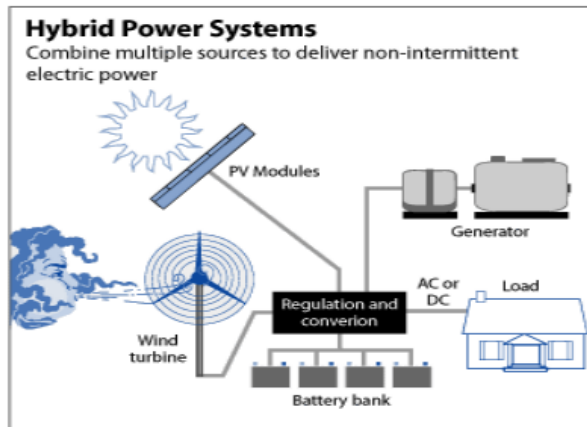 Hybrid Power Systems
Combine multiple sources to deliver non-intermittent
electric power
PV Modules
Generator
AC or
DC
Load
Regulation and
converion
Wind
turbine
Battery bank